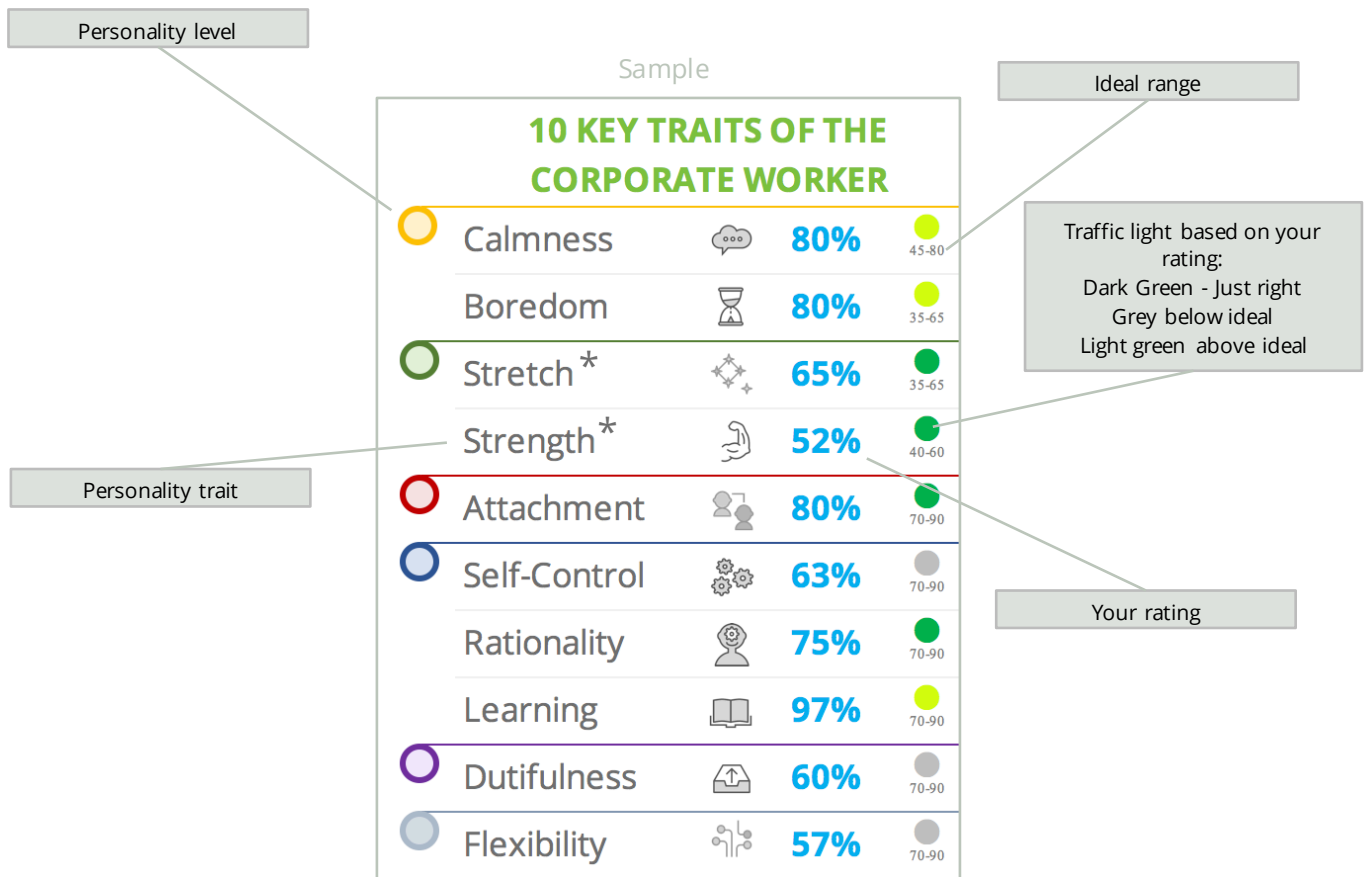 Personality level
Sample
Ideal range
10 KEY TRAITS OF THE
CORPORATE WORKER
Calmness 80% 45-80
Boredom 80% 35-65
Stretch* 65% 35-65
Strength* 52% 40-60
Attachment 80% 70-90
Self-Control 63% 70-90
Rationality 75% 70-90
Learning 97% 70-90
Dutifulness 60% 70-90
Flexibility 57% 70-90
Traffic light based on your
rating:
Dark Green - Just right
Grey below ideal
Light green above ideal
Personality trait
Your rating